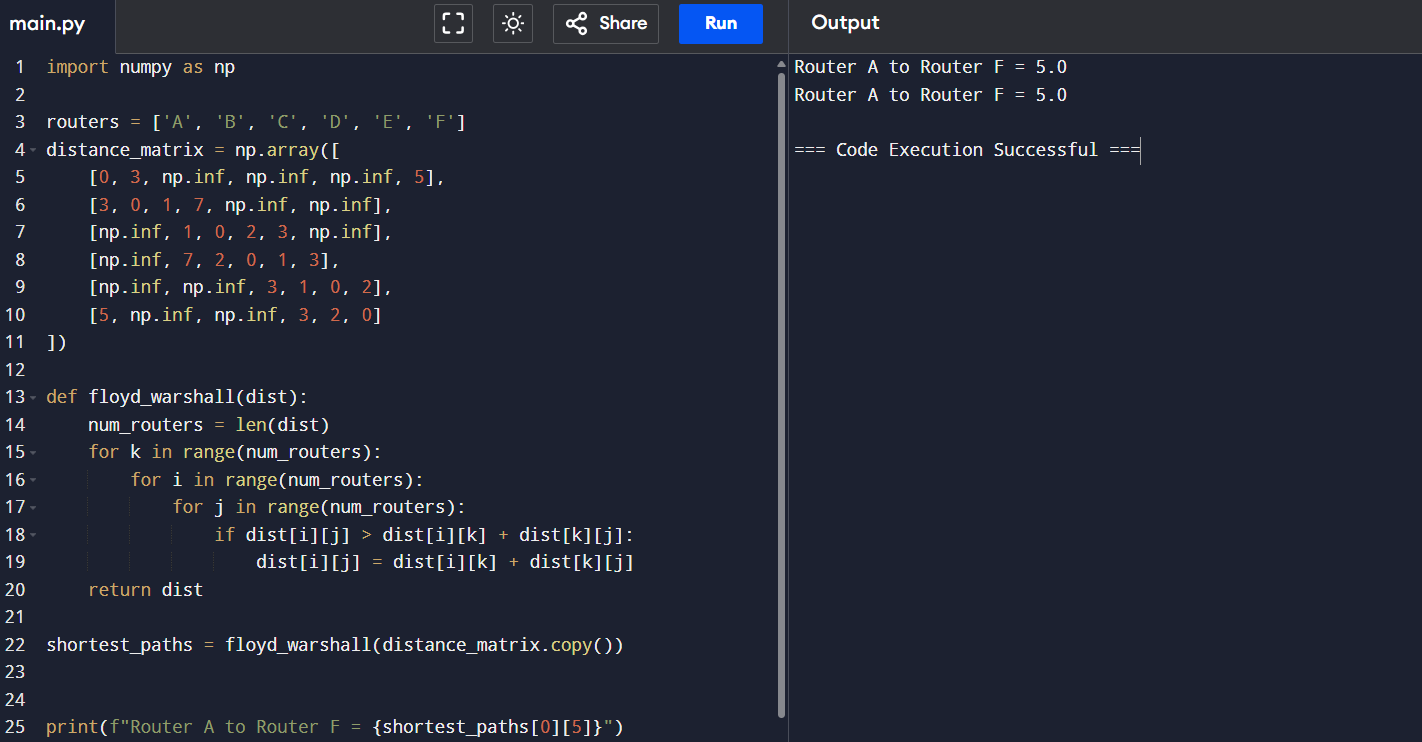 main.py
Share
Run
Output
1 import numpy as np
2
3 routers = ['A', 'B', 'C', 'D', 'E', 'F']
4 distance_matrix = np.array([
5     [0, 3, np.inf, np.inf, np.inf, 5],
6     [3, 0, 1, 7, np.inf, np.inf],
7     [np.inf, 1, 0, 2, 3, np.inf],
8     [np.inf, 7, 2, 0, 1, 3],
9     [np.inf, np.inf, 3, 1, 0, 2],
10     [5, np.inf, np.inf, 3, 2, 0]
11 ])
12
13 def floyd_warshall(dist):
14     num_routers = len(dist)
15     for k in range(num_routers):
16         for i in range(num_routers):
17             for j in range(num_routers):
18                 if dist[i][j] > dist[i][k] + dist[k][j]:
19                     dist[i][j] = dist[i][k] + dist[k][j]
20     return dist
21
22 shortest_paths = floyd_warshall(distance_matrix.copy())
23
24
25 print(f"Router A to Router F = {shortest_paths[0][5]}")
Router A to Router F = 5.0
Router A to Router F = 5.0
=== Code Execution Successful ===